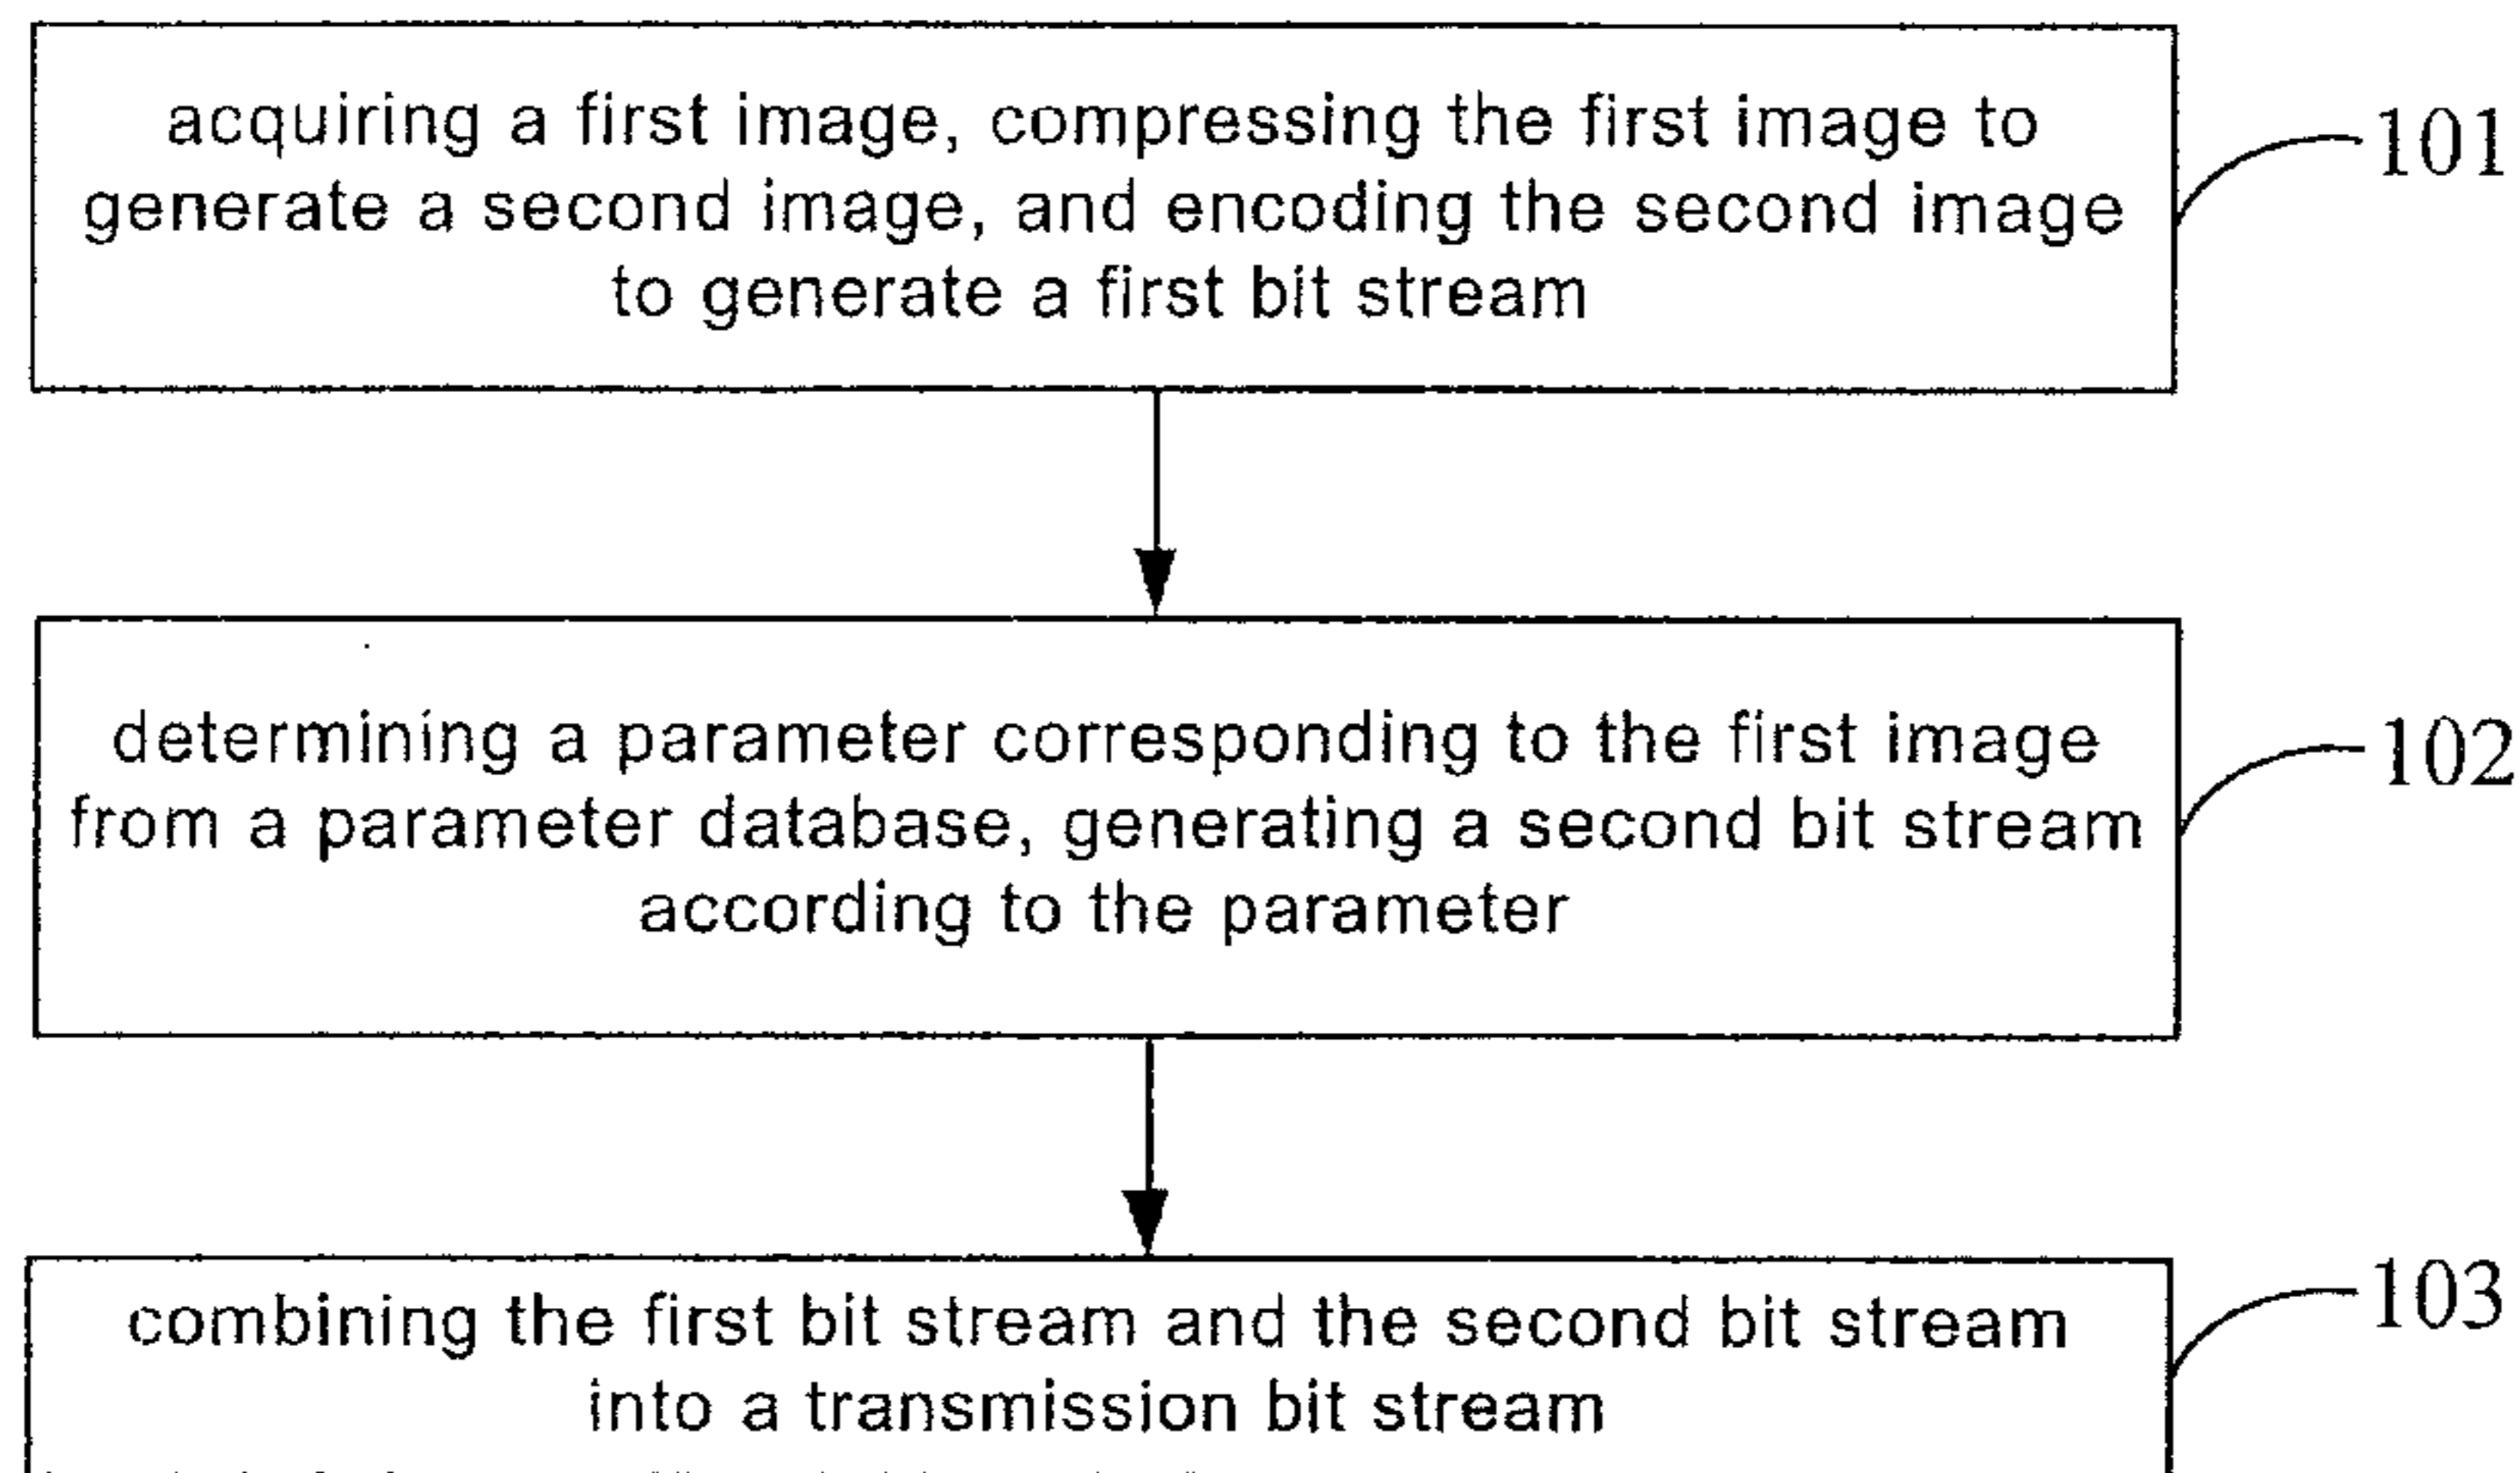 acquiring a first image, compressing the first image to
generate a second image, and encoding the second image
to generate a first bit stream
101
determining a parameter corresponding to the first image
from a parameter database, generating a second bit stream
according to the parameter
102
combining the first bit stream and the second bit stream
into a transmission bit stream
103